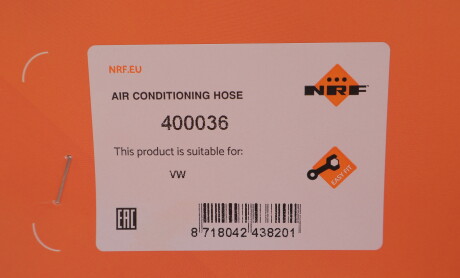 NRF.EU
NRF
AIR CONDITIONING HOSE
400036
This product is suitable for:
VW
EASY FIT
EAC
8 718042 438201